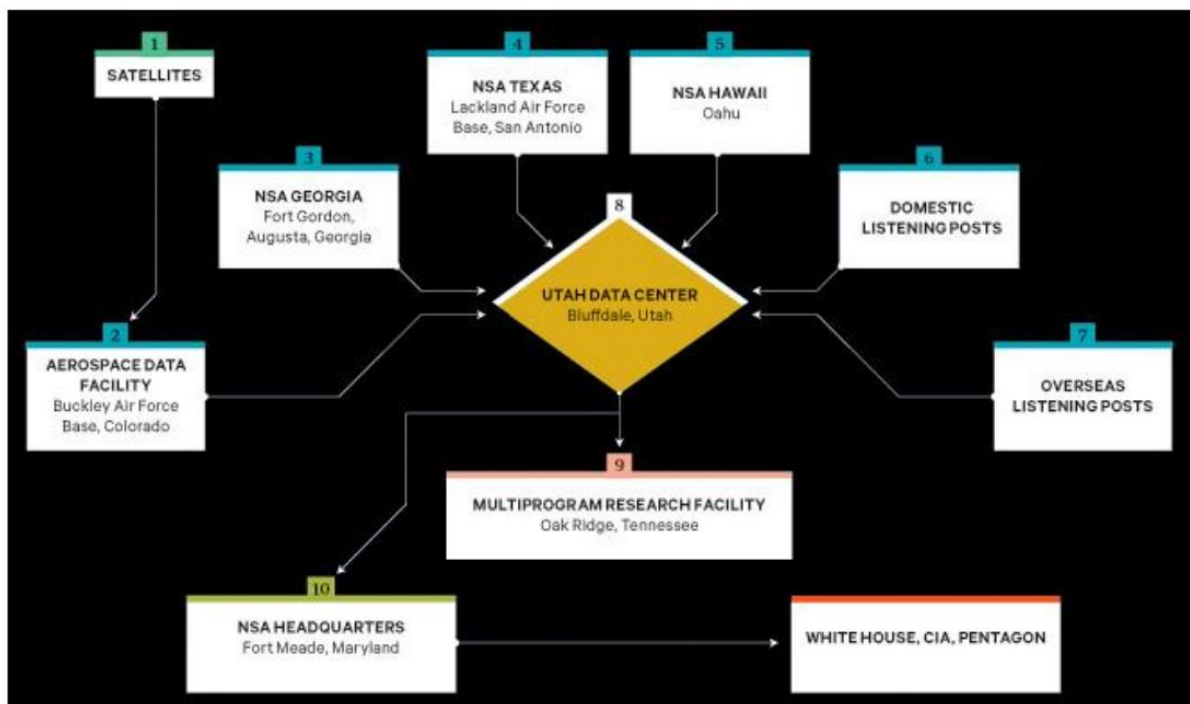 1
SATELLITES
4
NSA TEXAS
Lackland Air Force
Base, San Antonio
5
NSA HAWAII
Oahu
3
NSA GEORGIA
Fort Gordon,
Augusta, Georgia
6
DOMESTIC
LISTENING POSTS
8
UTAH DATA CENTER
Bluffdale, Utah
2
AEROSPACE DATA
FACILITY
Buckley Air Force
Base, Colorado
7
OVERSEAS
LISTENING POSTS
9
MULTIPROGRAM RESEARCH FACILITY
Oak Ridge, Tennessee
10
NSA HEADQUARTERS
Fort Meade, Maryland
WHITE HOUSE, CIA, PENTAGON